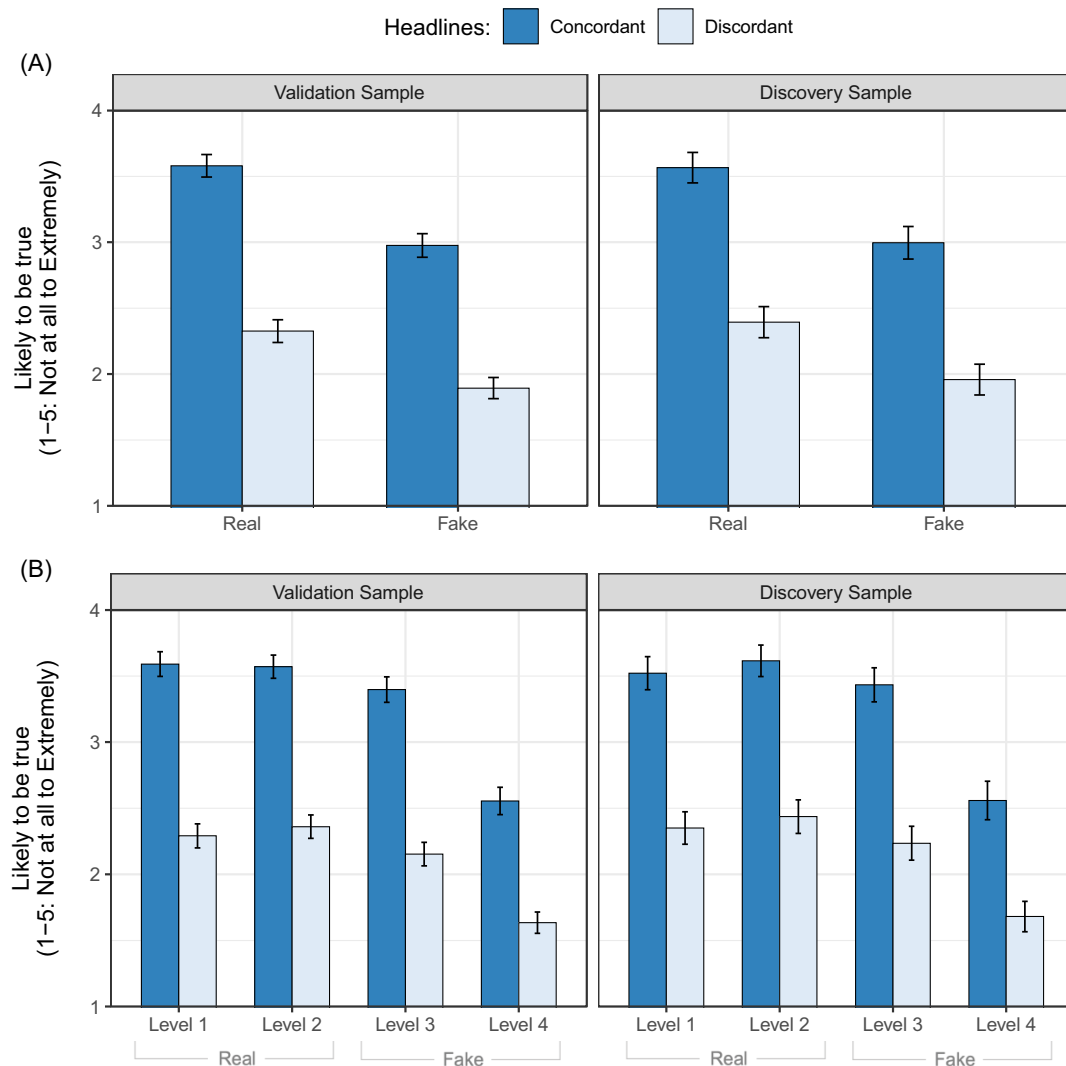 Headlines: Concordant Discordant
(A)
Validation Sample Discovery Sample
Likely to be true
(1−5: Not at all to Extremely)
4
3
2
1
Real Fake Real Fake
(B)
Validation Sample Discovery Sample
Likely to be true
(1−5: Not at all to Extremely)
4
3
2
1
Level 1 Level 2 Level 3 Level 4 Level 1 Level 2 Level 3 Level 4
Real Fake Real Fake